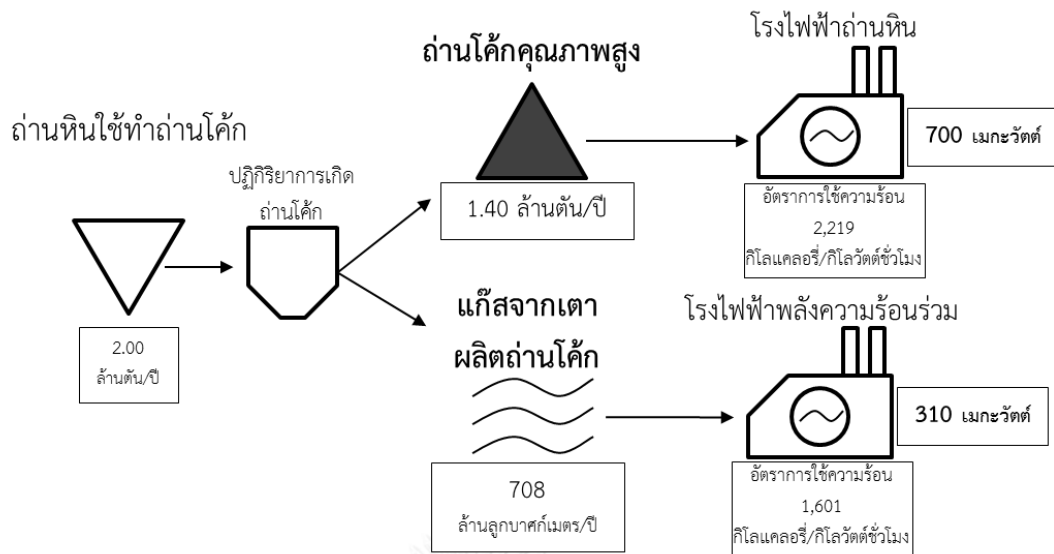 ถ่านหินใช้ทำถ่านโค้ก
2.00
ล้านตัน/ปี
ปฏิกิริยาการเกิด
ถ่านโค้ก
ถ่านโค้กคุณภาพสูง
1.40 ล้านตัน/ปี
โรงไฟฟ้าถ่านหิน
700 เมกะวัตต์
อัตราการใช้ความร้อน
2,219
กิโลแคลอรี่/กิโลวัตต์ชั่วโมง
แก๊สจากเตา
ผลิตถ่านโค้ก
708
ล้านลูกบาศก์เมตร/ปี
โรงไฟฟ้าพลังความร้อนร่วม
310 เมกะวัตต์
อัตราการใช้ความร้อน
1,601
กิโลแคลอรี่/กิโลวัตต์ชั่วโมง